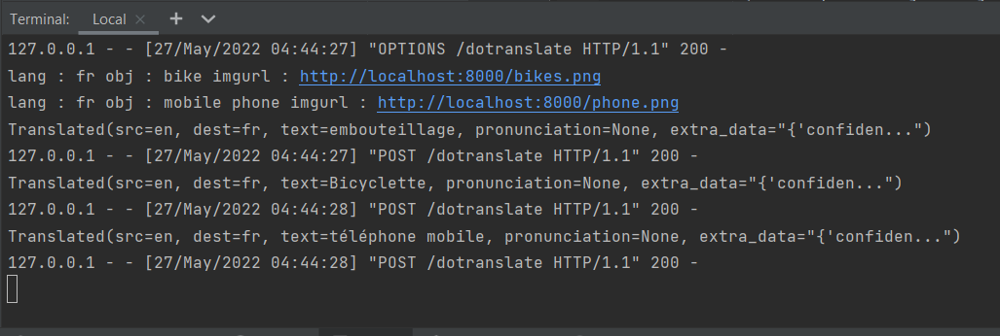 Terminal: Local × +
127.0.0.1 - - [27/May/2022 04:44:27] "OPTIONS /dotranslate HTTP/1.1" 200 -
lang : fr obj : bike imgurl : http://localhost:8000/bikes.png
lang : fr obj : mobile phone imgurl : http://localhost:8000/phone.png
Translated(src=en, dest=fr, text=embouteillage, pronunciation=None, extra_data="{'confiden...")
127.0.0.1 - - [27/May/2022 04:44:27] "POST /dotranslate HTTP/1.1" 200 -
Translated(src=en, dest=fr, text=Bicyclette, pronunciation=None, extra_data="{'confiden...")
127.0.0.1 - - [27/May/2022 04:44:28] "POST /dotranslate HTTP/1.1" 200 -
Translated(src=en, dest=fr, text=téléphone mobile, pronunciation=None, extra_data="{'confiden...")
127.0.0.1 - - [27/May/2022 04:44:28] "POST /dotranslate HTTP/1.1" 200 -